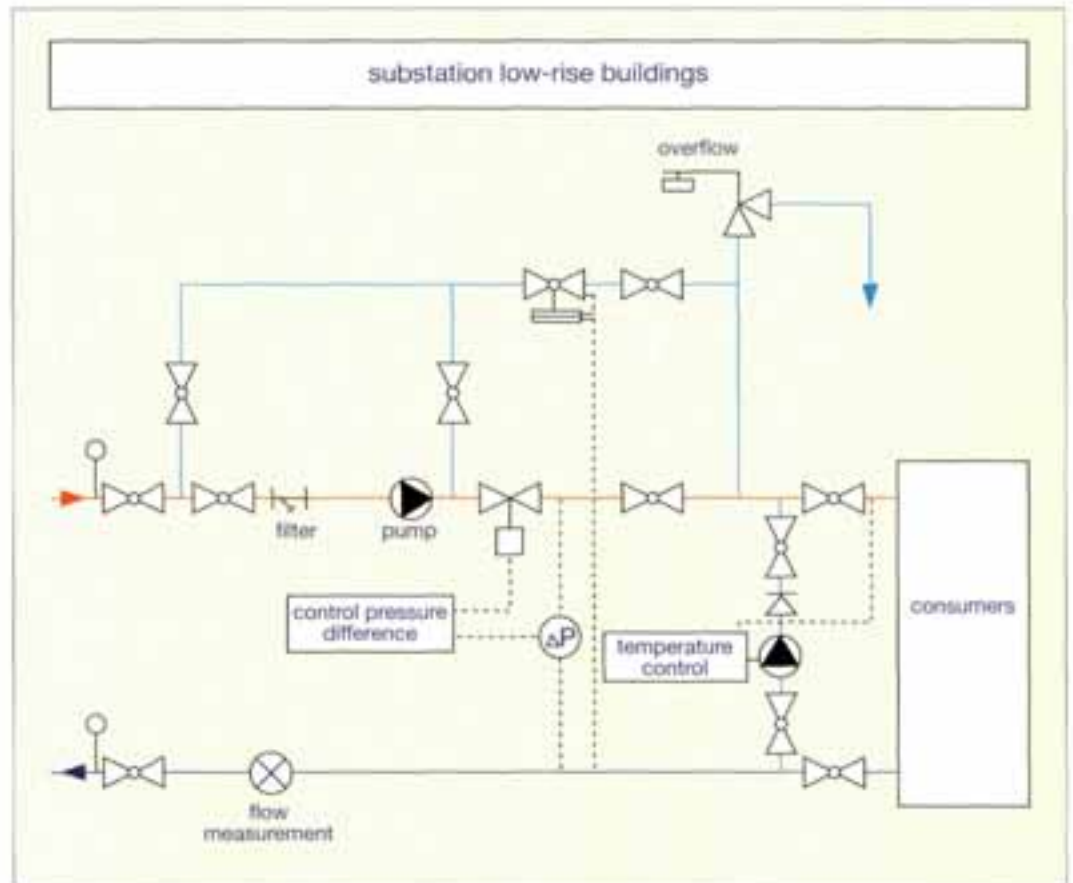 substation low-rise buildings
overflow
filter
pump
control pressure
difference
△P
temperature
control
consumers
flow
measurement